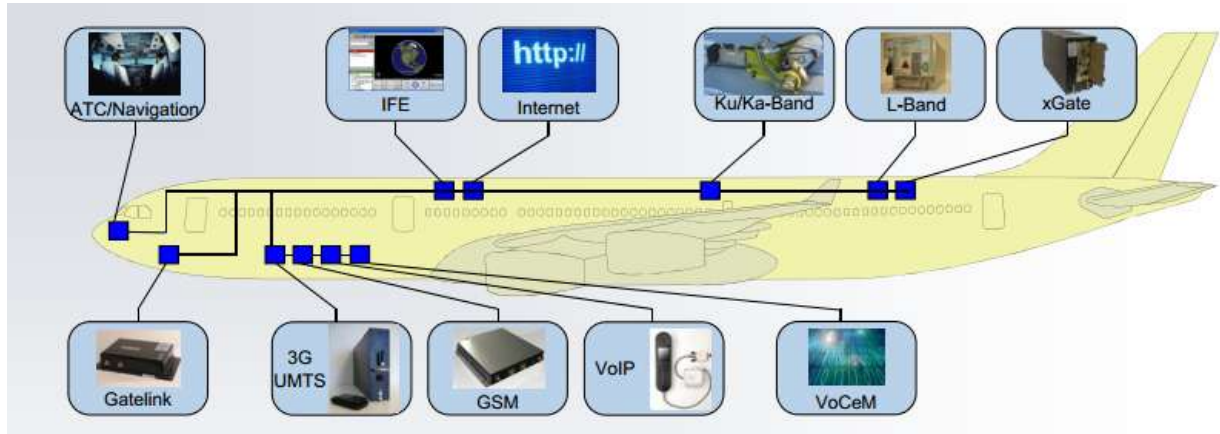 ATC/Navigation
IFE
http://
Internet
Ku/Ka-Band
L-Band
xGate
Gatelink
3G
UMTS
GSM
VoIP
VoCeM